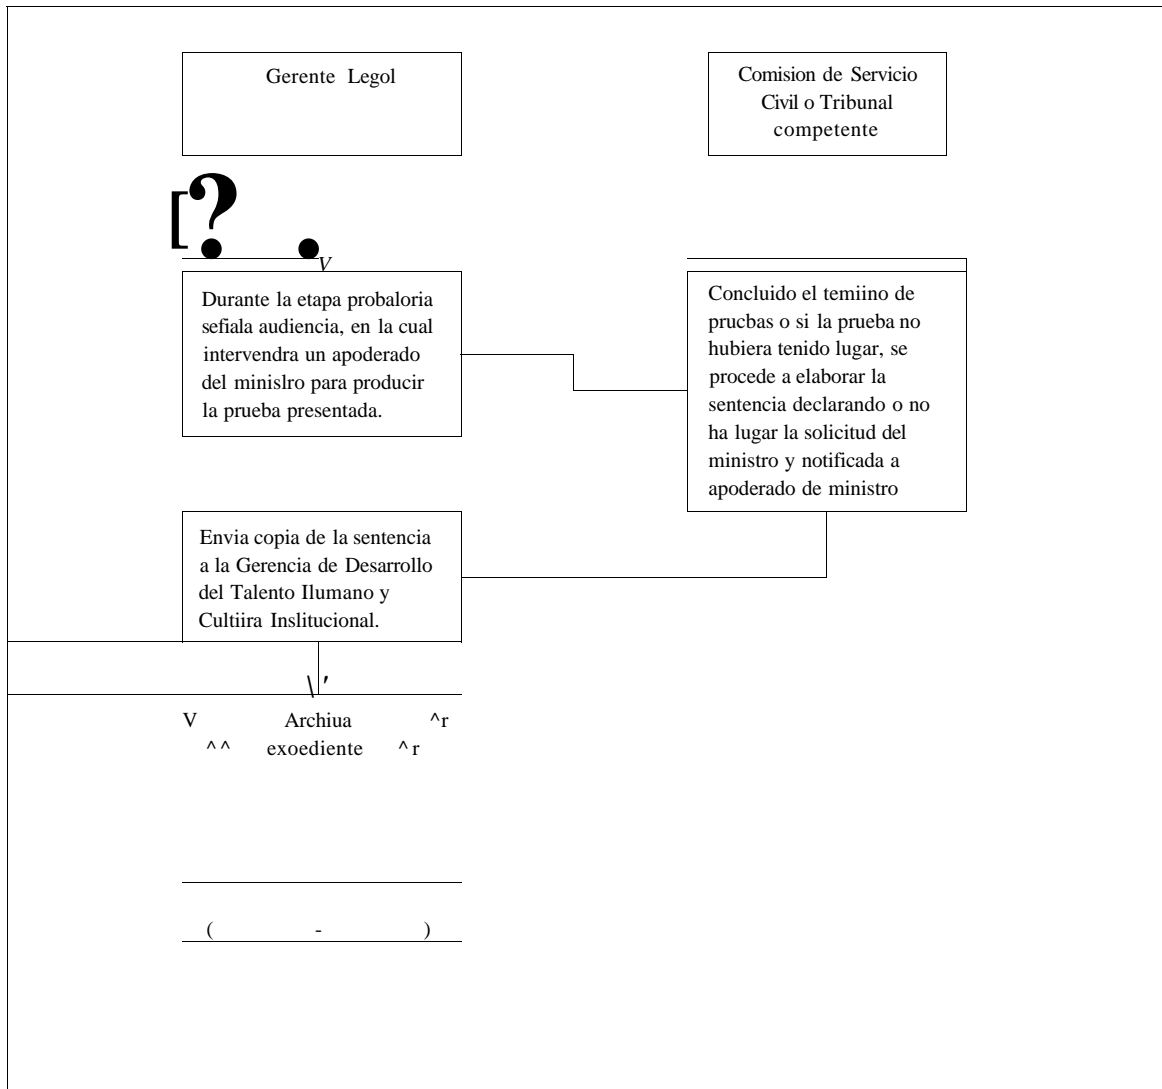 Gerente Legol
Comision de Servicio
Civil o Tribunal
competente
[? .
V
Durante la etapa probaloria
sefiala audiencia, en la cual
intervendra un apoderado
del minislro para producir
la prueba presentada.
Concluido el temiino de
prucbas o si la prueba no
hubiera tenido lugar, se
procede a elaborar la
sentencia declarando o no
ha lugar la solicitud del
ministro y notificada a
apoderado de ministro
Envia copia de la sentencia
a la Gerencia de Desarrollo
del Talento Ilumano y
Cultiira Inslitucional.
\ '
V Archiua ^r
^^ exoediente ^r
( - )